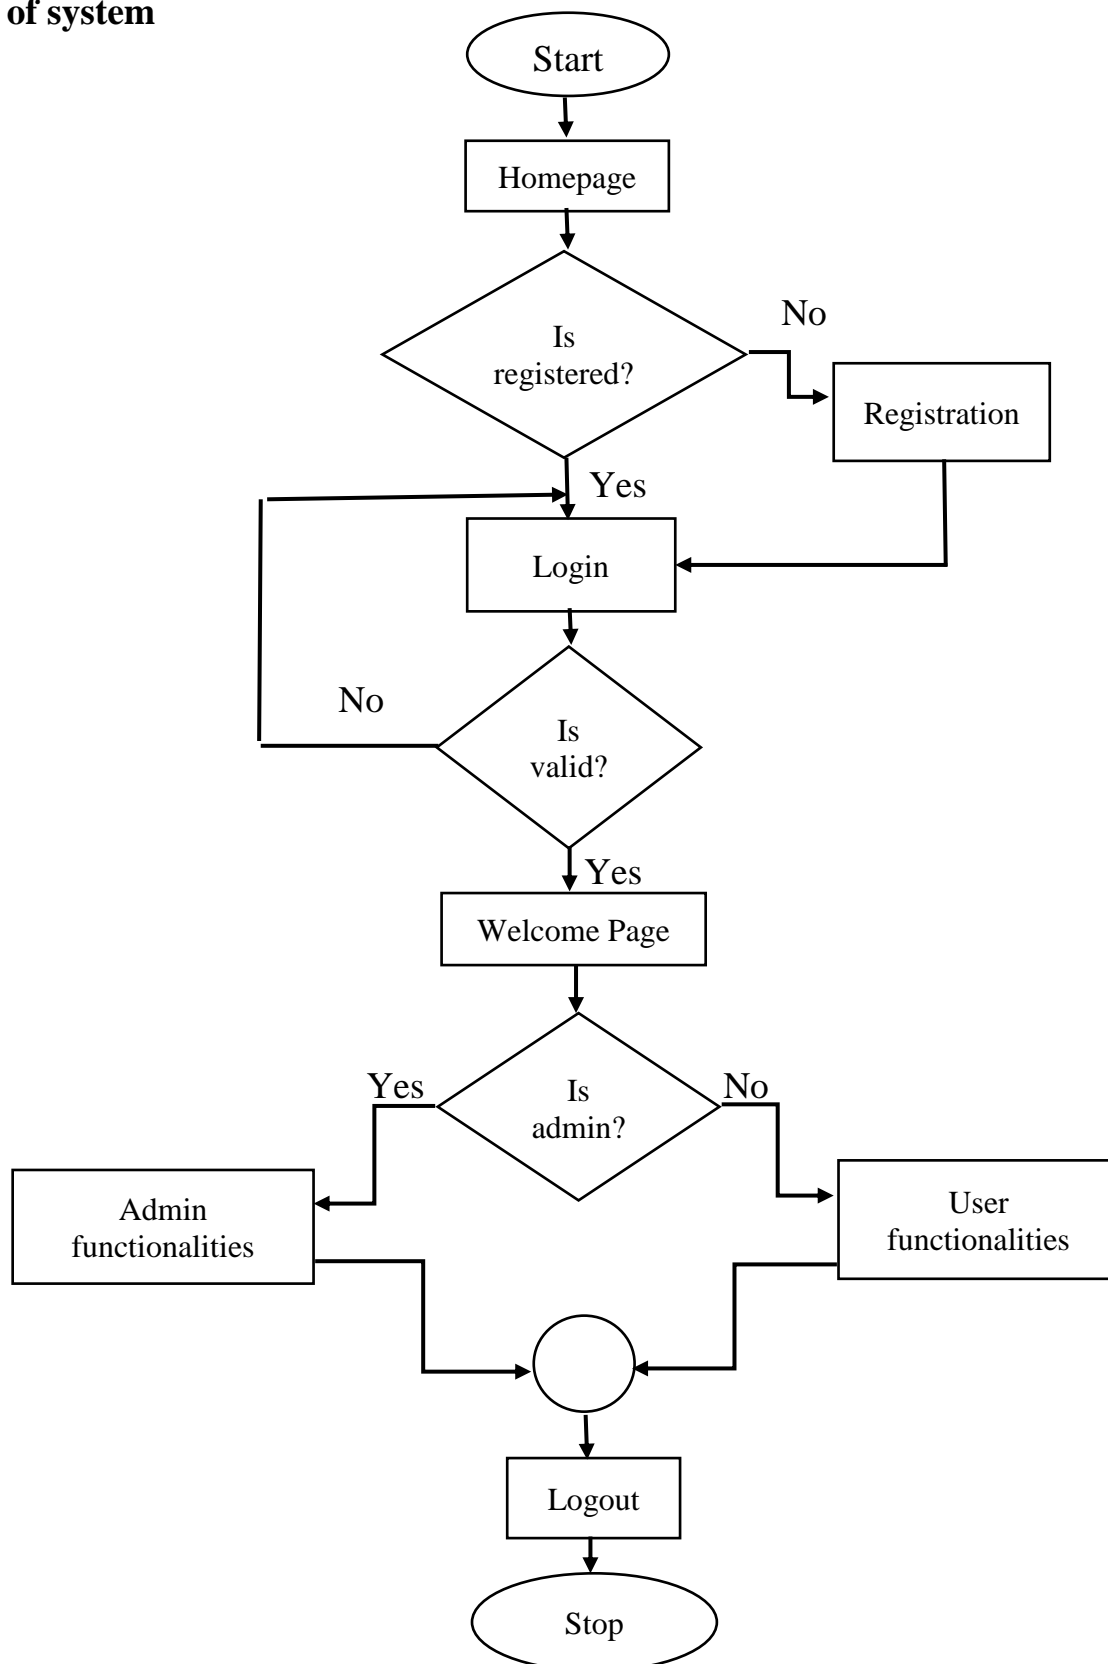 of system
Start
Homepage
Is
registered?
No
Registration
Yes
Login
No
Is
valid?
Yes
Welcome Page
Yes
Is
admin?
No
Admin
functionalities
User
functionalities
Logout
Stop